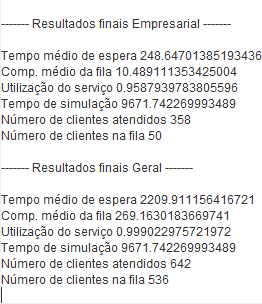 ------- Resultados finais Empresarial -------
Tempo médio de espera 248.64701385193436
Comp. médio da fila 10.489111353425004
Utilização do serviço 0.9587939783805596
Tempo de simulação 9671.742269993489
Número de clientes atendidos 358
Número de clientes na fila 50
------- Resultados finais Geral -------
Tempo médio de espera 2209.911156416721
Comp. médio da fila 269.1630183669741
Utilização do serviço 0.999022975721972
Tempo de simulação 9671.742269993489
Número de clientes atendidos 642
Número de clientes na fila 536